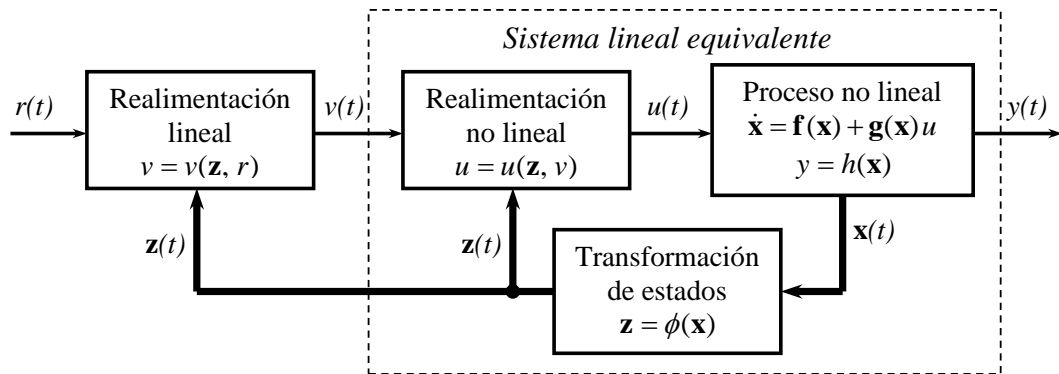 Sistema lineal equivalente
r(t)
Realimentación
lineal
v = v(z, r)
v(t)
Realimentación
no lineal
u = u(z, v)
u(t)
Proceso no lineal
ẋ = f(x) + g(x)u
y = h(x)
y(t)
z(t)
z(t)
x(t)
Transformación
de estados
z = ϕ(x)